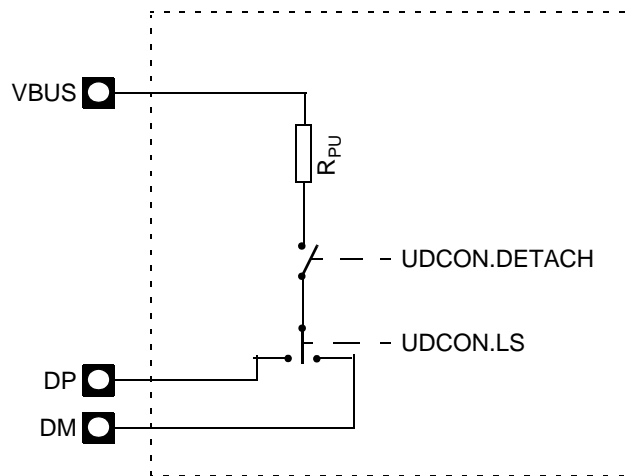 VBUS
RPU
UDCON.DETACH
UDCON.LS
DP
DM